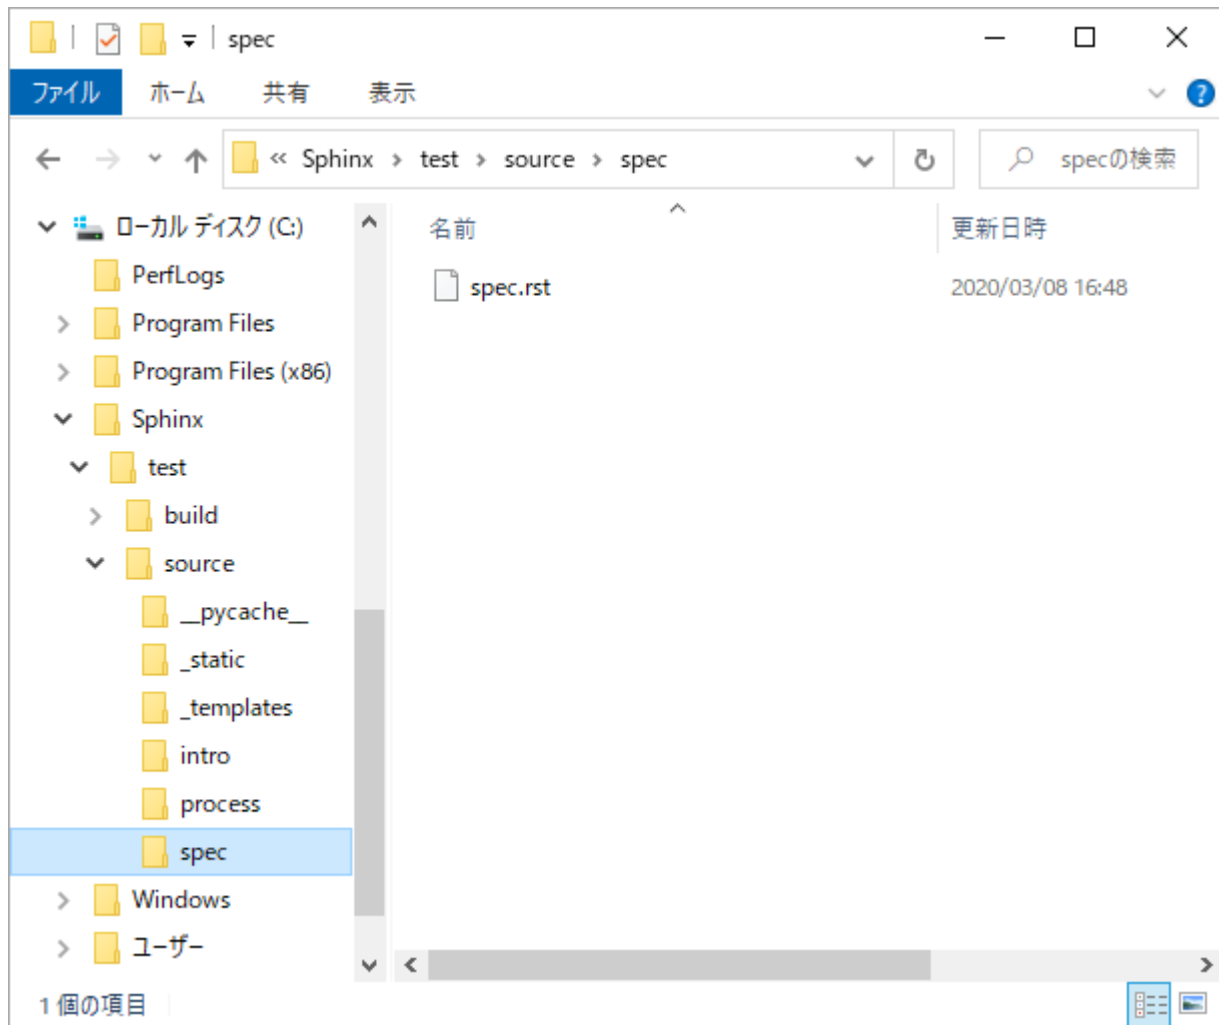 spec
ファイル ホーム 共有 表示
« Sphinx › test › source › spec specの検索
ローカル ディスク (C:)
PerfLogs
Program Files
Program Files (x86)
Sphinx
test
build
source
__pycache__
_static
_templates
intro
process
spec
Windows
ユーザー
名前 更新日時
spec.rst 2020/03/08 16:48
1 個の項目